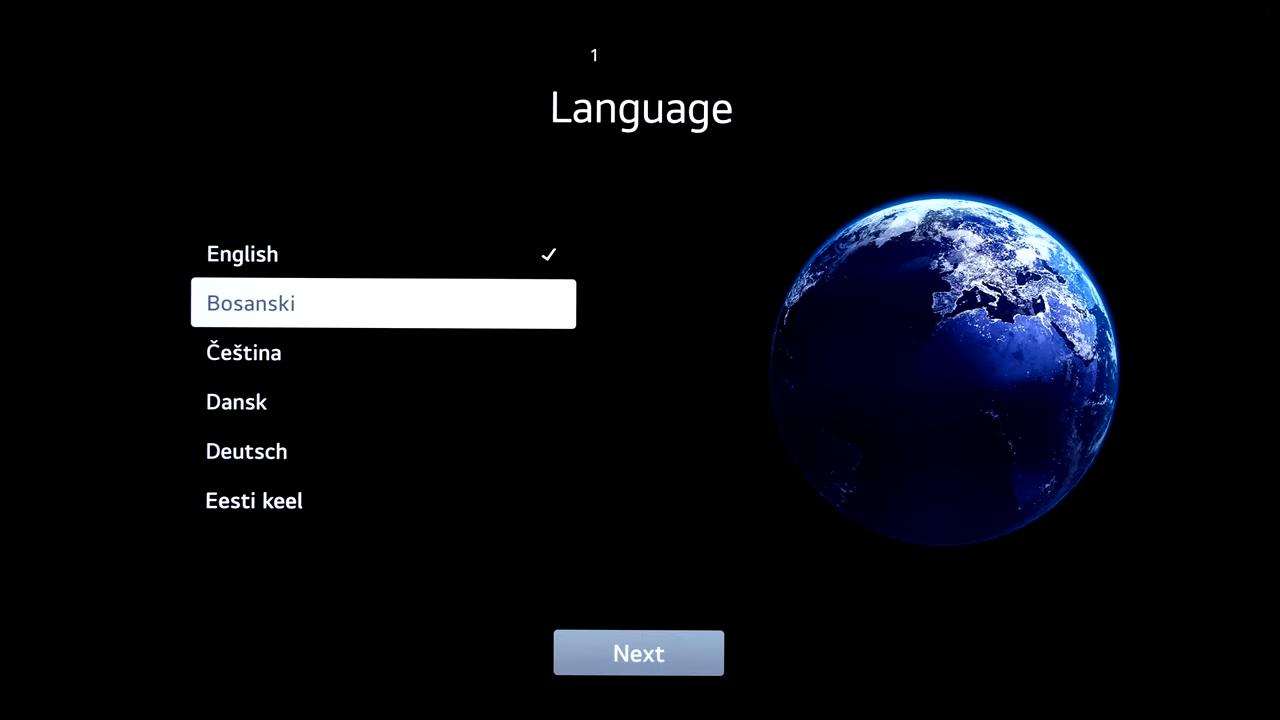 1
Language
English
Bosanski
Čeština
Dansk
Deutsch
Eesti keel
Next